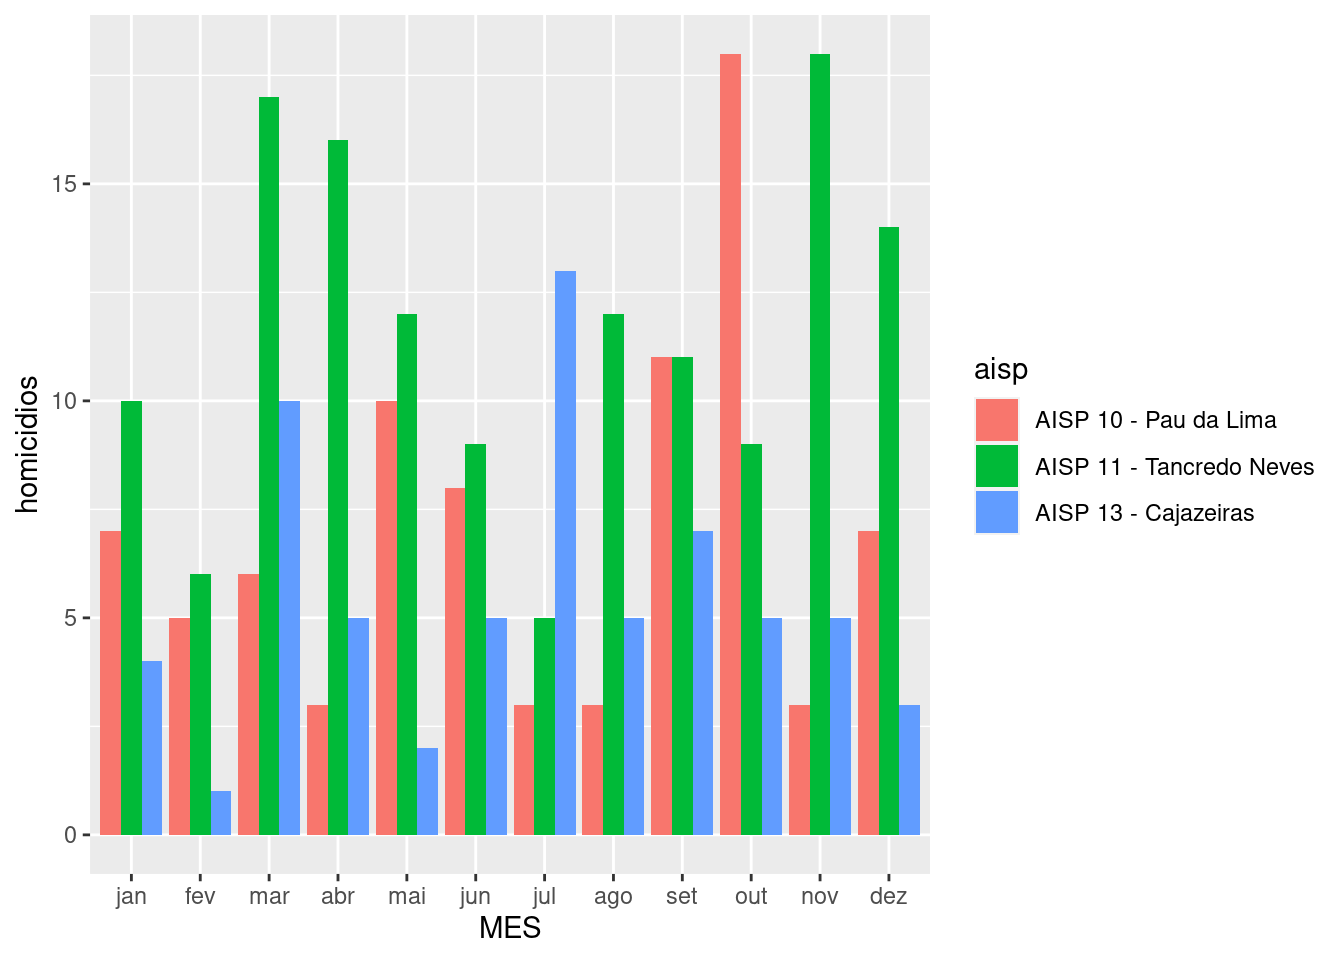 homicidios
15
10
5
0
jan fev mar abr mai jun jul ago set out nov dez
MES
aisp
AISP 10 - Pau da Lima
AISP 11 - Tancredo Neves
AISP 13 - Cajazeiras